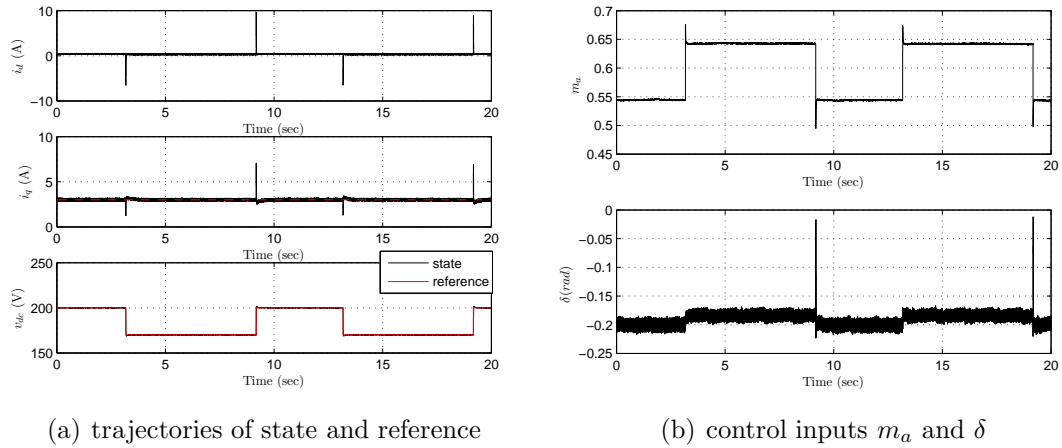 10
0
−10
0 5 10 15 20
i_d (A)
Time (sec)
10
5
0
0 5 10 15 20
i_q (A)
Time (sec)
250
200
150
0 5 10 15 20
v_{dc} (V)
Time (sec)
state
reference
(a) trajectories of state and reference
0.7
0.65
0.6
0.55
0.5
0.45
0 5 10 15 20
m_a
Time (sec)
0
−0.05
−0.1
−0.15
−0.2
−0.25
0 5 10 15 20
δ(rad)
Time (sec)
(b) control inputs m_a and δ